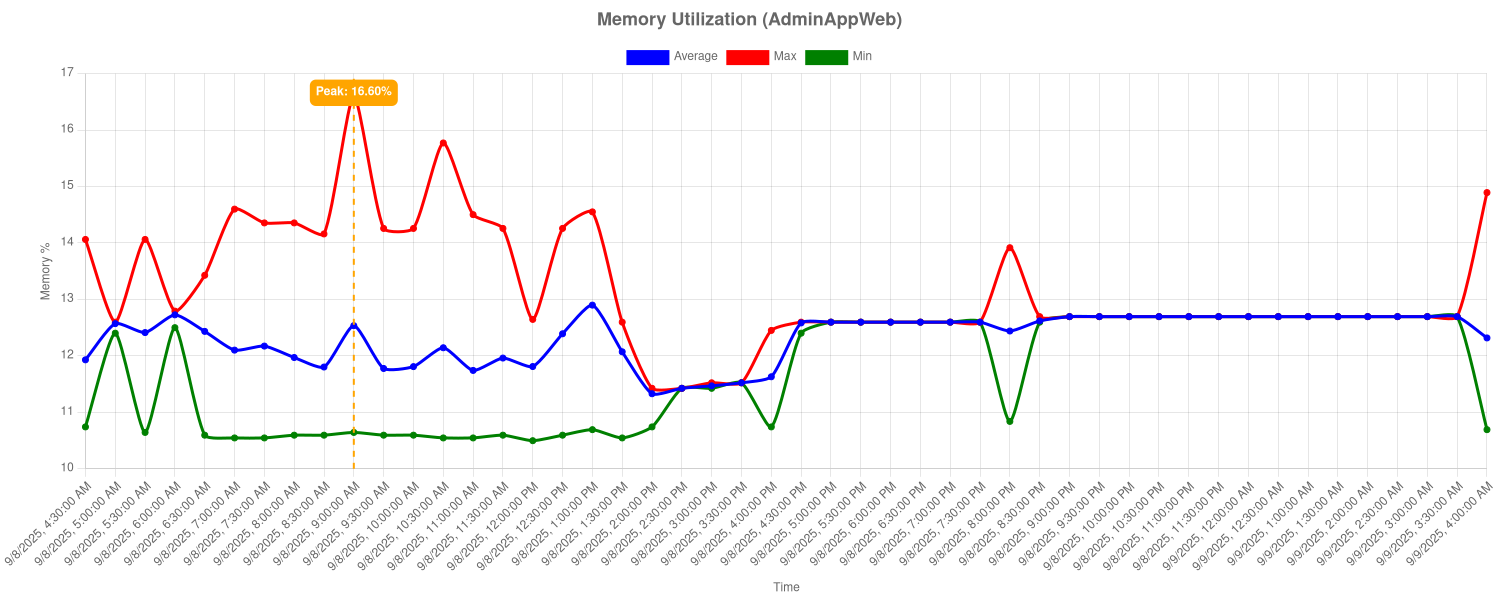 Memory Utilization (AdminAppWeb)
Average Max Min
17
Peak: 16.60%
16
15
14
13
12
11
10
Memory %
9/8/2025, 4:30:00 AM
9/8/2025, 5:00:00 AM
9/8/2025, 5:30:00 AM
9/8/2025, 6:00:00 AM
9/8/2025, 6:30:00 AM
9/8/2025, 7:00:00 AM
9/8/2025, 7:30:00 AM
9/8/2025, 8:00:00 AM
9/8/2025, 8:30:00 AM
9/8/2025, 9:00:00 AM
9/8/2025, 9:30:00 AM
9/8/2025, 10:00:00 AM
9/8/2025, 10:30:00 AM
9/8/2025, 11:00:00 AM
9/8/2025, 11:30:00 AM
9/8/2025, 12:00:00 PM
9/8/2025, 12:30:00 PM
9/8/2025, 1:00:00 PM
9/8/2025, 1:30:00 PM
9/8/2025, 2:00:00 PM
9/8/2025, 2:30:00 PM
9/8/2025, 3:00:00 PM
9/8/2025, 3:30:00 PM
9/8/2025, 4:00:00 PM
9/8/2025, 4:30:00 PM
9/8/2025, 5:00:00 PM
9/8/2025, 5:30:00 PM
9/8/2025, 6:00:00 PM
9/8/2025, 6:30:00 PM
9/8/2025, 7:00:00 PM
9/8/2025, 7:30:00 PM
9/8/2025, 8:00:00 PM
9/8/2025, 8:30:00 PM
9/8/2025, 9:00:00 PM
9/8/2025, 9:30:00 PM
9/8/2025, 10:00:00 PM
9/8/2025, 10:30:00 PM
9/8/2025, 11:00:00 PM
9/8/2025, 11:30:00 PM
9/9/2025, 12:00:00 AM
9/9/2025, 12:30:00 AM
9/9/2025, 1:00:00 AM
9/9/2025, 1:30:00 AM
9/9/2025, 2:00:00 AM
9/9/2025, 2:30:00 AM
9/9/2025, 3:00:00 AM
9/9/2025, 3:30:00 AM
9/9/2025, 4:00:00 AM
Time